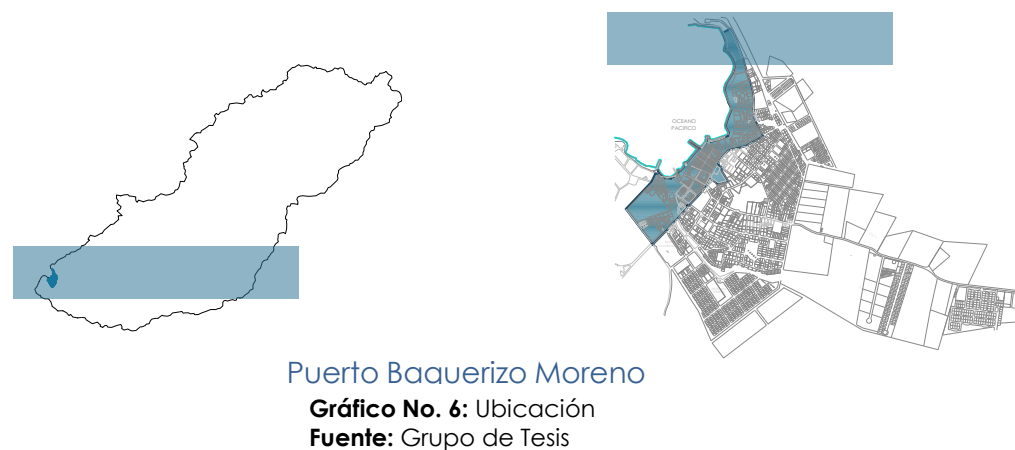 OCEANO
PACIFICO
Puerto Baquerizo Moreno
Gráfico No. 6: Ubicación
Fuente: Grupo de Tesis